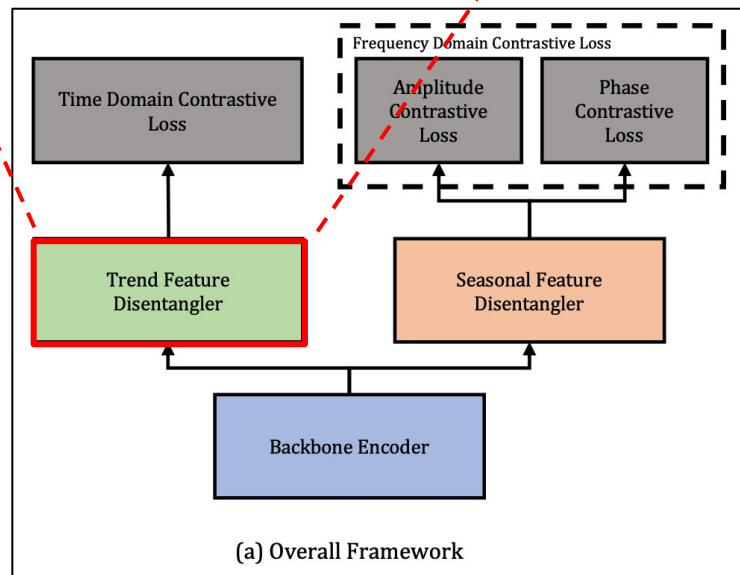 Frequency Domain Contrastive Loss
Time Domain Contrastive
Loss
Amplitude
Contrastive
Loss
Phase
Contrastive
Loss
Trend Feature
Disentangler
Seasonal Feature
Disentangler
Backbone Encoder
(a) Overall Framework